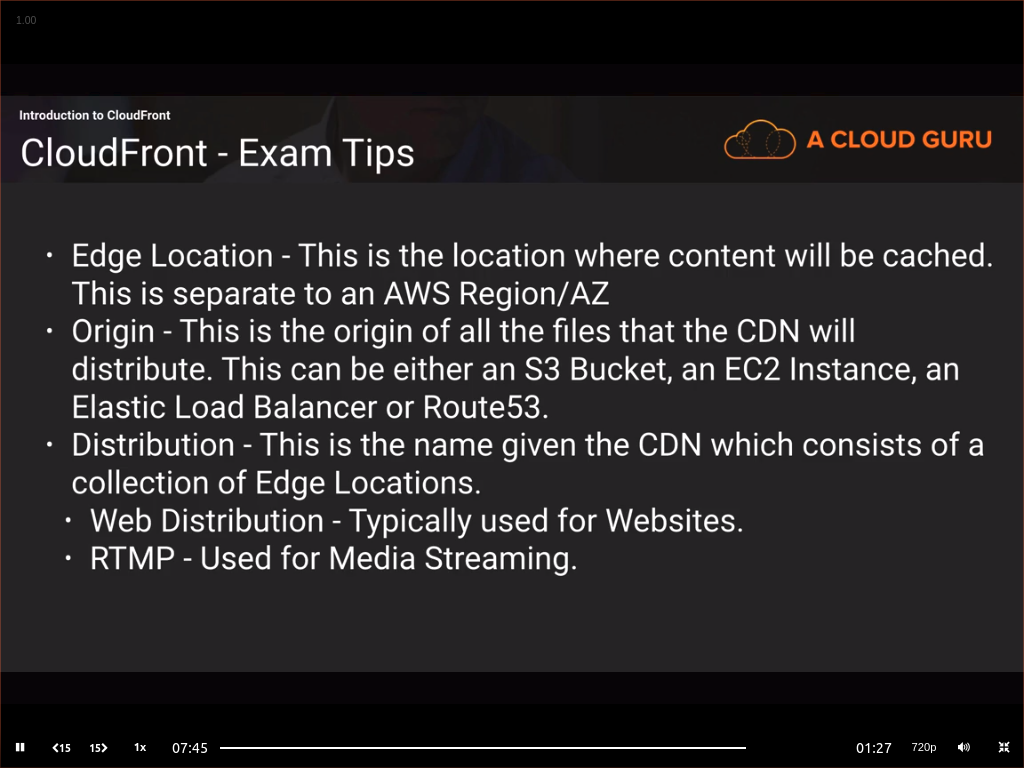 1.00
Introduction to CloudFront
CloudFront - Exam Tips
A CLOUD GURU
• Edge Location - This is the location where content will be cached.
This is separate to an AWS Region/AZ
• Origin - This is the origin of all the files that the CDN will
distribute. This can be either an S3 Bucket, an EC2 Instance, an
Elastic Load Balancer or Route53.
• Distribution - This is the name given the CDN which consists of a
collection of Edge Locations.
• Web Distribution - Typically used for Websites.
• RTMP - Used for Media Streaming.
15 15 1x 07:45 01:27 720p